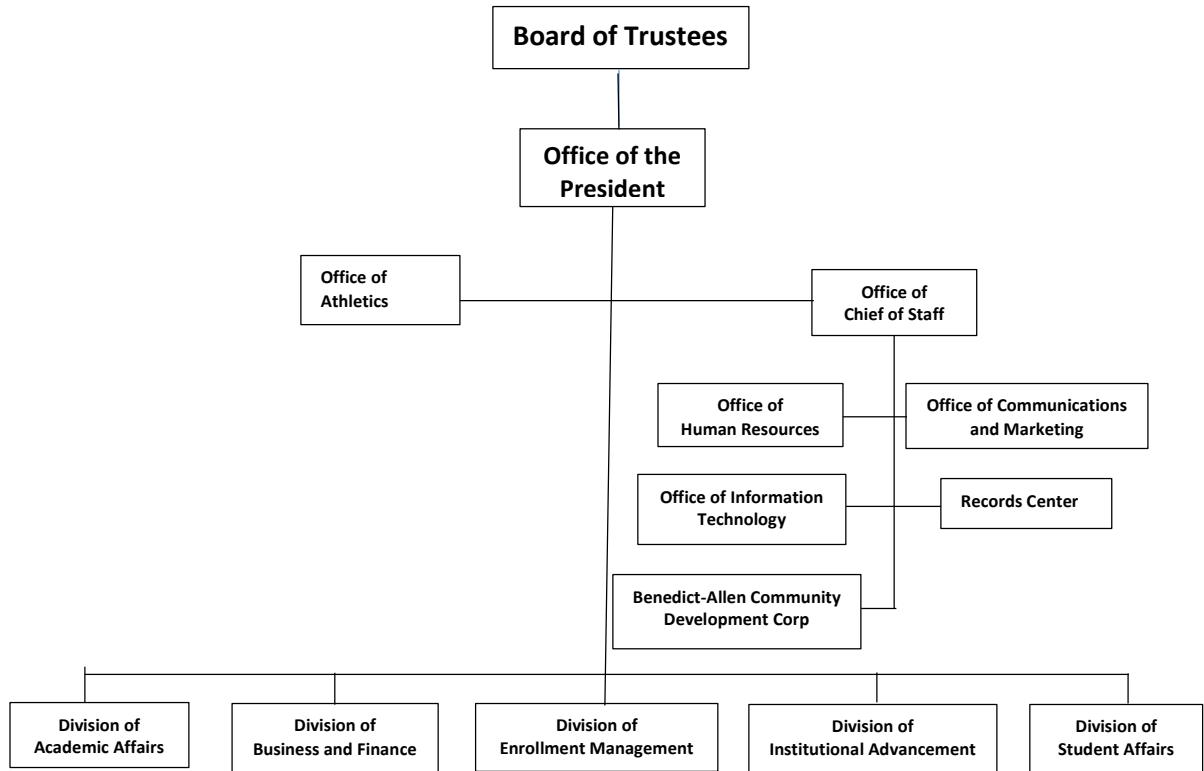 Board of Trustees
Office of the
President
Office of
Athletics
Office of
Chief of Staff
Office of
Human Resources
Office of Communications
and Marketing
Office of Information
Technology
Records Center
Benedict-Allen Community
Development Corp
Division of
Academic Affairs
Division of
Business and Finance
Division of
Enrollment Management
Division of
Institutional Advancement
Division of
Student Affairs